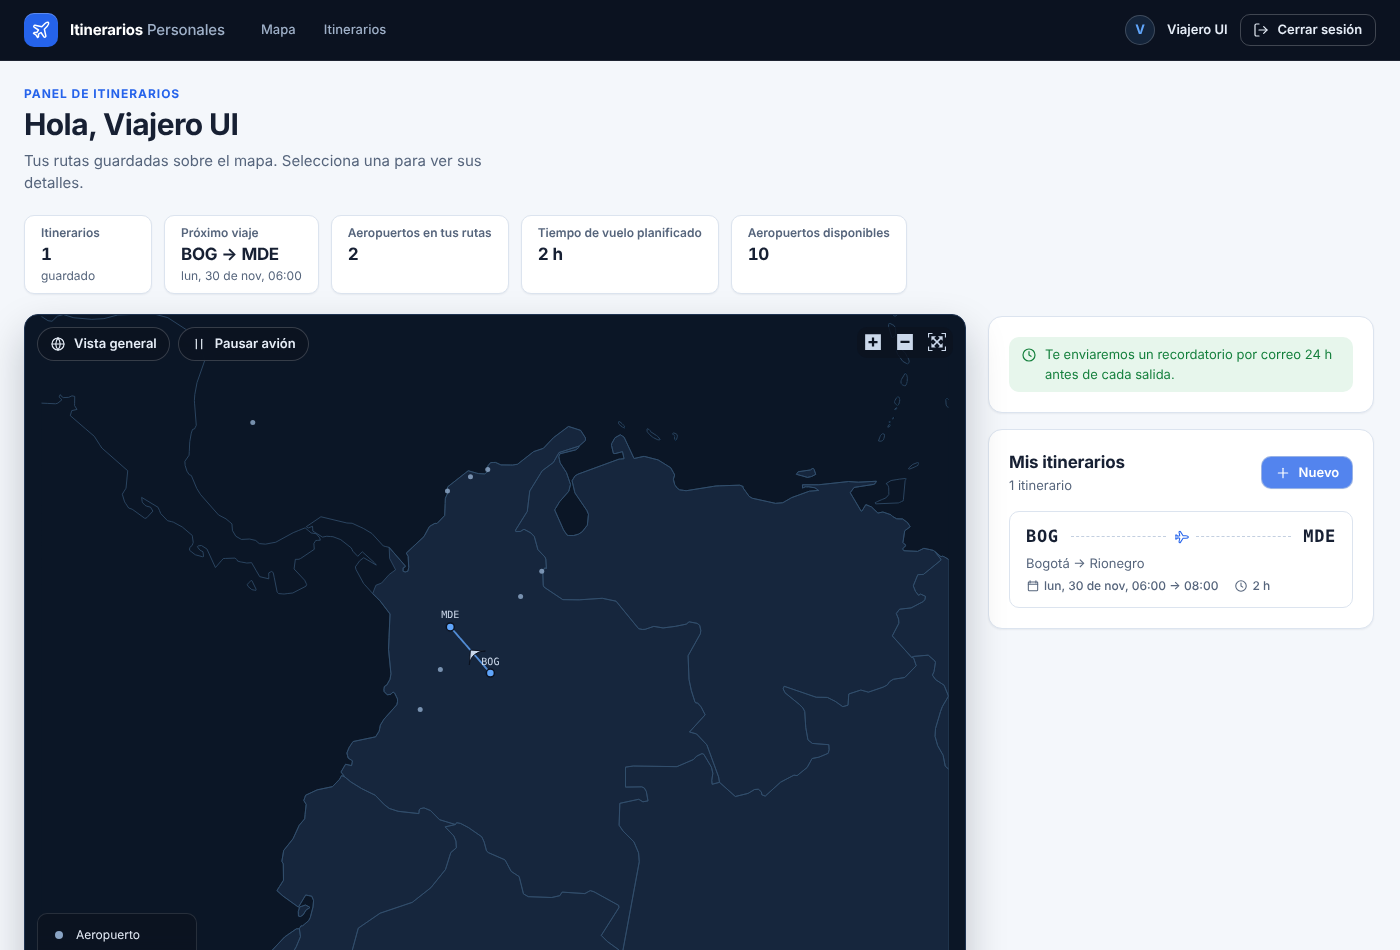 Itinerarios Personales
Mapa
Itinerarios
V
Viajero UI
Cerrar sesión
PANEL DE ITINERARIOS
Hola, Viajero UI
Tus rutas guardadas sobre el mapa. Selecciona una para ver sus
detalles.
Itinerarios
1
guardado
Próximo viaje
BOG → MDE
lun, 30 de nov, 06:00
Aeropuertos en tus rutas
2
Tiempo de vuelo planificado
2 h
Aeropuertos disponibles
10
Vista general
Pausar avión
MDE
BOG
Aeropuerto
Te enviaremos un recordatorio por correo 24 h
antes de cada salida.
Mis itinerarios
1 itinerario
Nuevo
BOG
MDE
Bogotá → Rionegro
lun, 30 de nov, 06:00 → 08:00
2 h